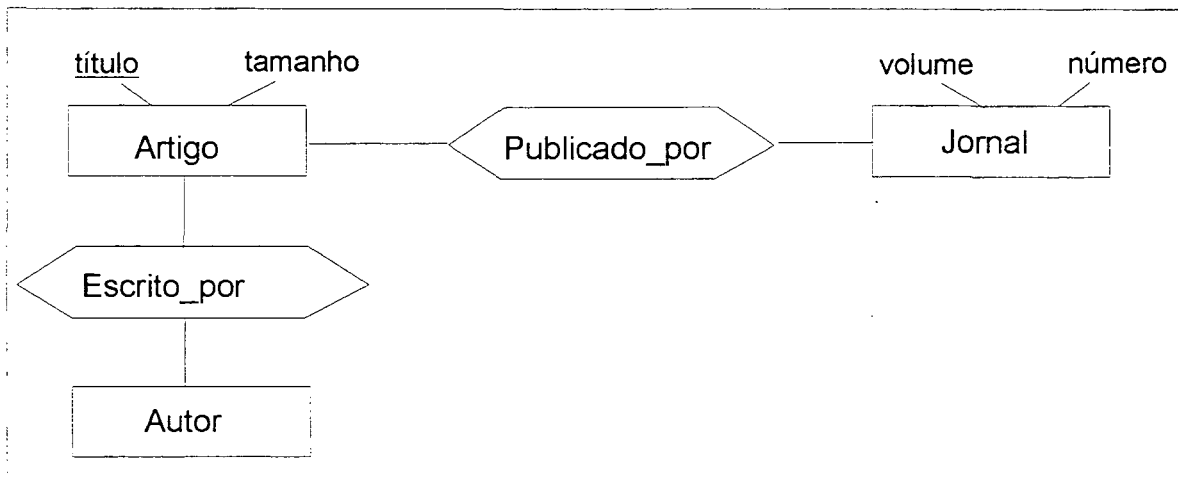 título tamanho
volume número
Artigo
Publicado_por
Jornal
Escrito_por
Autor